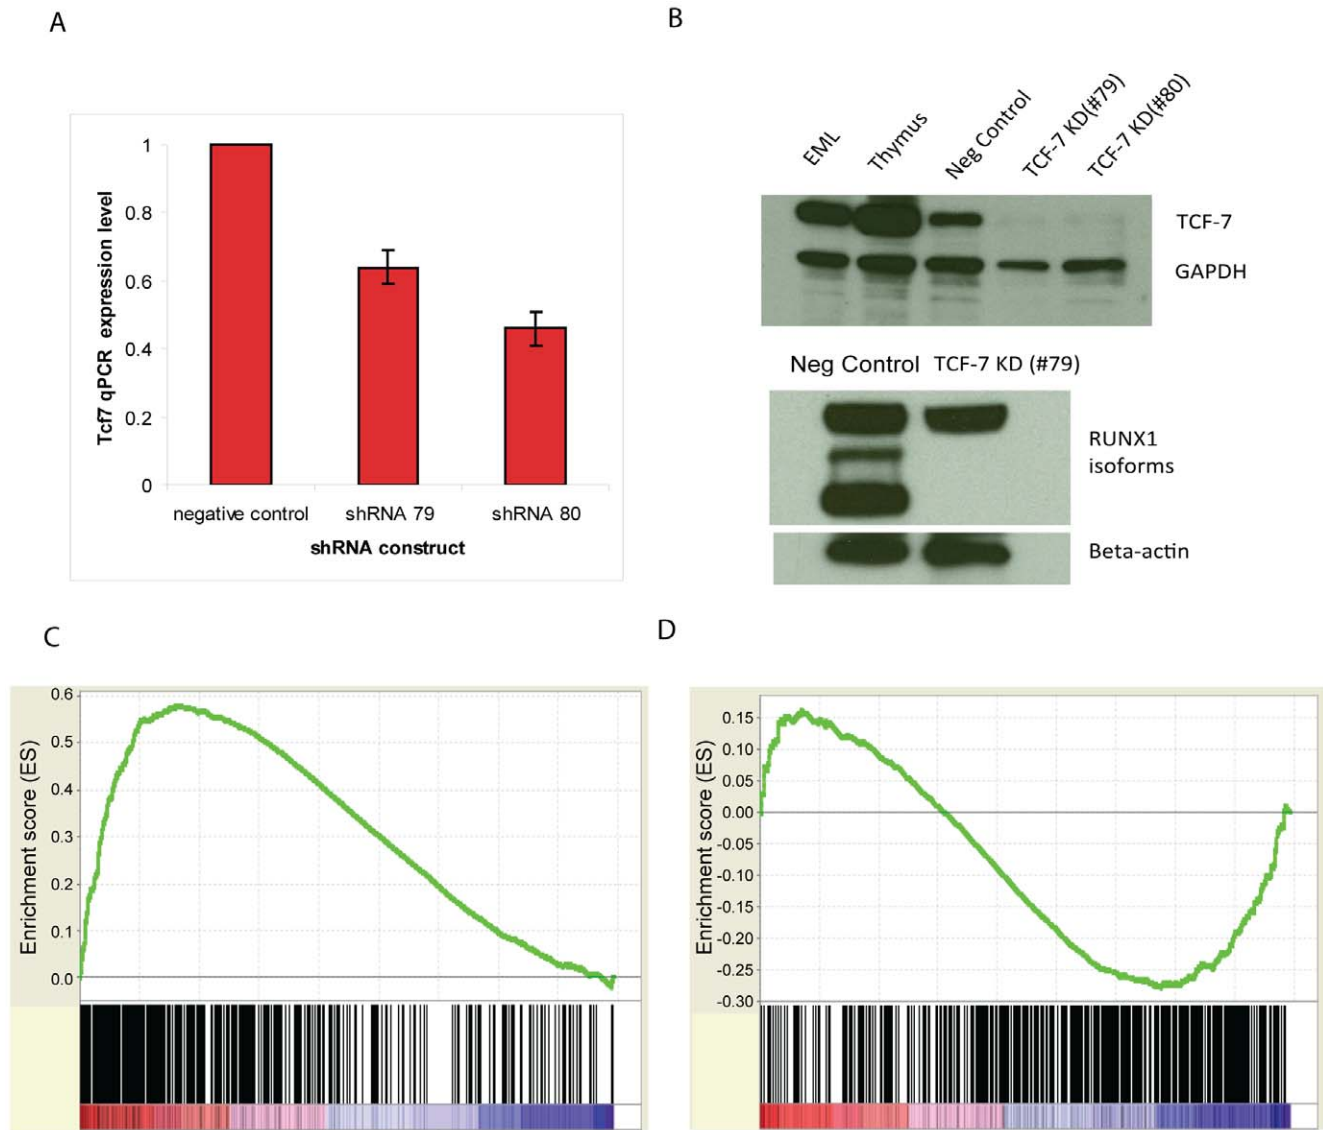 A
B
Tcf7 qPCR expression level
1
0.8
0.6
0.4
0.2
0
negative control
shRNA 79
shRNA 80
shRNA construct
EML
Thymus
Neg Control
TCF-7 KD(#79)
TCF-7 KD(#80)
TCF-7
GAPDH
Neg Control TCF-7 KD (#79)
RUNX1
isoforms
Beta-actin
C
D
Enrichment score (ES)
0.6
0.5
0.4
0.3
0.2
0.1
0.0
Enrichment score (ES)
0.15
0.10
0.05
0.00
-0.05
-0.10
-0.15
-0.20
-0.25
-0.30